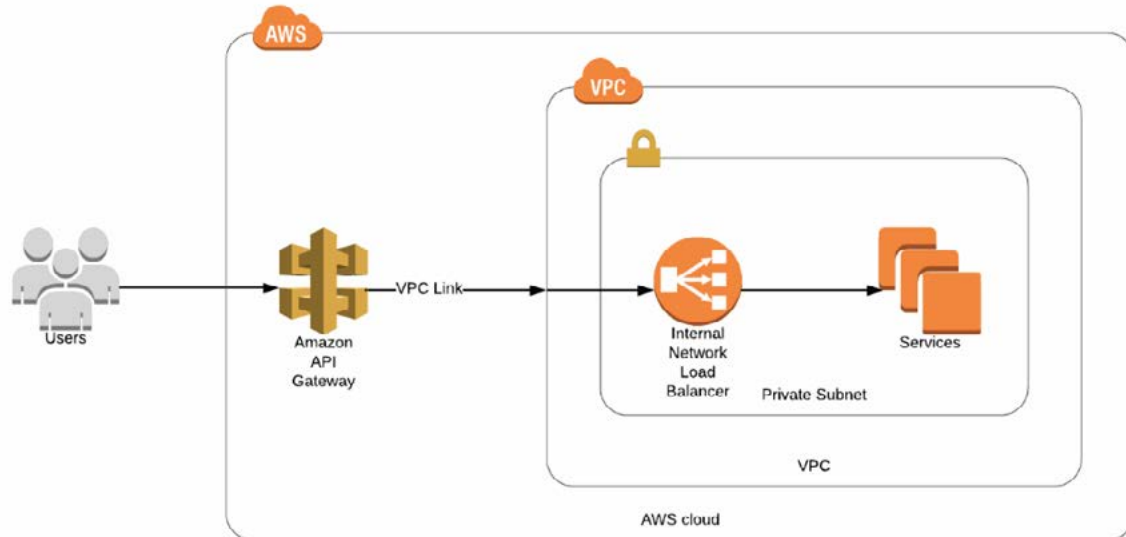 AWS
VPC
Users
Amazon
API
Gateway
VPC Link
Internal
Network
Load
Balancer
Services
Private Subnet
VPC
AWS cloud